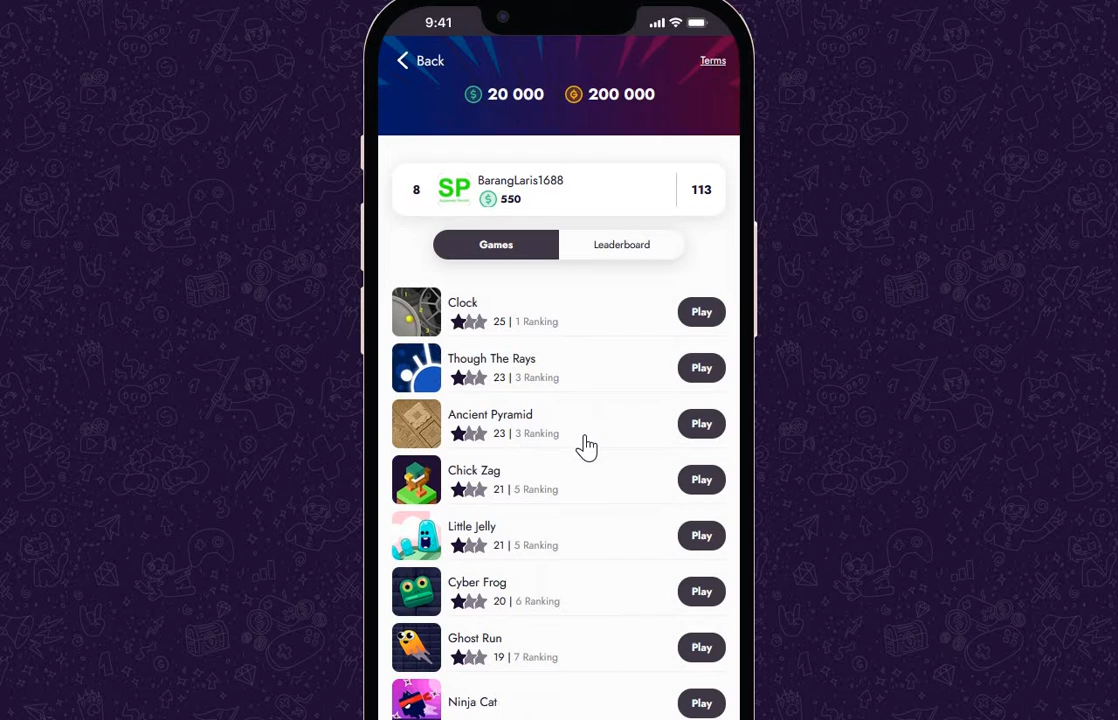 9:41
Back
Terms
20 000 200 000
8 SP BarangLaris1688 113
550
Games Leaderboard
Clock
25 | 1 Ranking
Play
Though The Rays
23 | 3 Ranking
Play
Ancient Pyramid
23 | 3 Ranking
Play
Chick Zag
21 | 5 Ranking
Play
Little Jelly
21 | 5 Ranking
Play
Cyber Frog
20 | 6 Ranking
Play
Ghost Run
19 | 7 Ranking
Play
Ninja Cat
Play